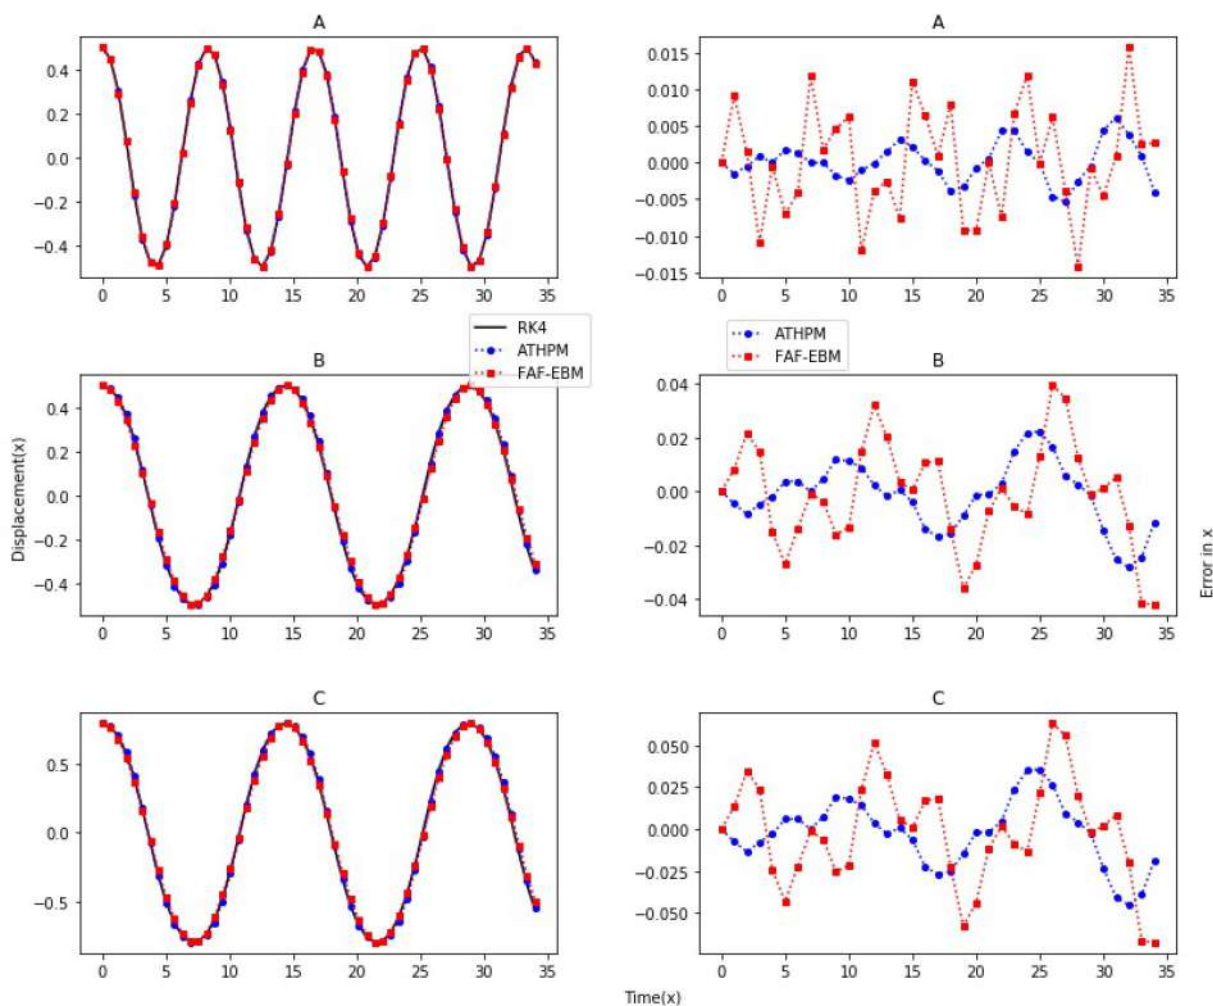 A
0.4
0.2
0.0
−0.2
−0.4
0 5 10 15 20 25 30 35
A
0.015
0.010
0.005
0.000
−0.005
−0.010
−0.015
0 5 10 15 20 25 30 35
RK4
ATHPM
FAF-EBM
ATHPM
FAF-EBM
B
0.4
0.2
0.0
−0.2
−0.4
0 5 10 15 20 25 30 35
Displacement(x)
B
0.04
0.02
0.00
−0.02
−0.04
0 5 10 15 20 25 30 35
Error in x
C
0.5
0.0
−0.5
0 5 10 15 20 25 30 35
C
0.050
0.025
0.000
−0.025
−0.050
0 5 10 15 20 25 30 35
Time(x)